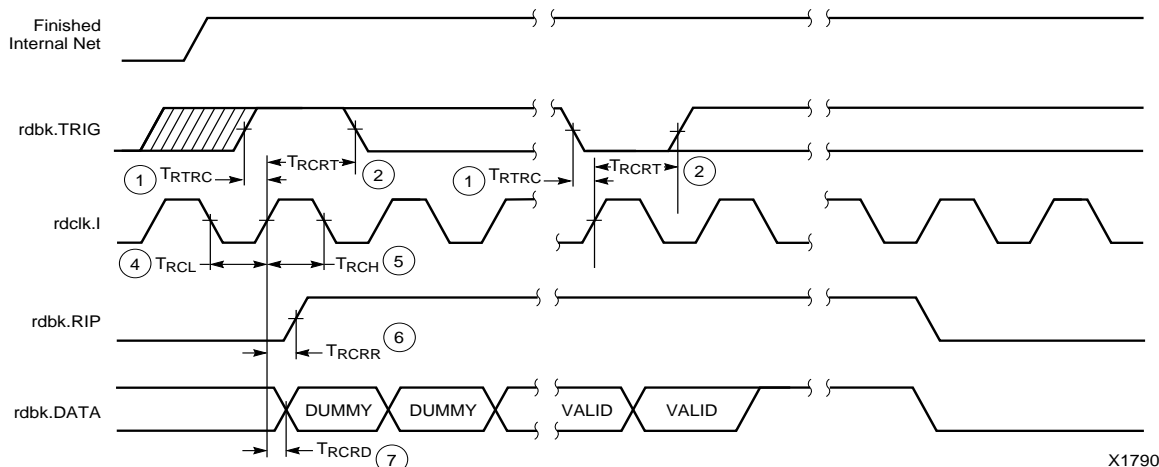 Finished
Internal Net
rdbk.TRIG
1 TRTRC
TRCRT
2
1 TRTRC
TRCRT
2
rdclk.I
4 TRCL
TRCH 5
rdbk.RIP
TRCRR 6
rdbk.DATA
DUMMY DUMMY VALID VALID
TRCRD 7
X1790